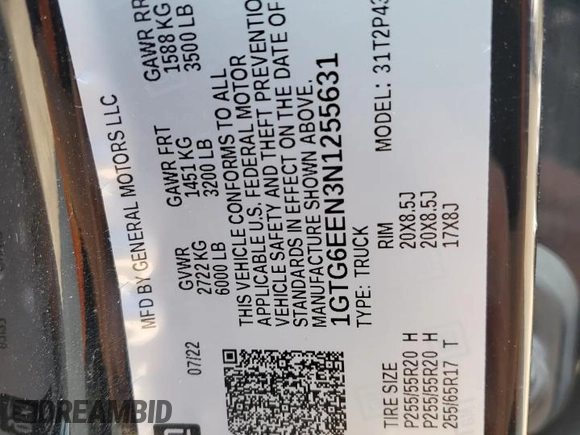 MFD BY GENERAL MOTORS LLC
07/22
GVWR
2722 KG
6000 LB
GAWR FRT
1451 KG
3200 LB
GAWR RR
1588 KG
3500 LB
THIS VEHICLE CONFORMS TO ALL
APPLICABLE U.S. FEDERAL MOTOR
VEHICLE SAFETY AND THEFT PREVENTION
STANDARDS IN EFFECT ON THE DATE OF
MANUFACTURE SHOWN ABOVE.
1GTG6EEN3N1255631
TYPE: TRUCK
MODEL: 31T2P43
TIRE SIZE
RIM
P255/55R20 H
20X8.5J
P255/55R20 H
20X8.5J
255/65R17 T
17X8J
DREAMBID